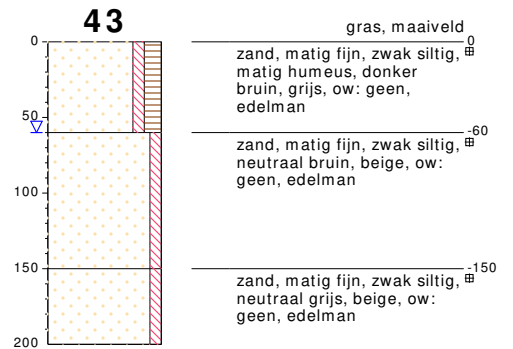 43
gras, maaiveld
0
0
zand, matig fijn, zwak siltig,
matig humeus, donker
bruin, grijs, ow: geen,
edelman
50
-60
zand, matig fijn, zwak siltig,
neutraal bruin, beige, ow:
geen, edelman
100
150
-150
zand, matig fijn, zwak siltig,
neutraal grijs, beige, ow:
geen, edelman
200